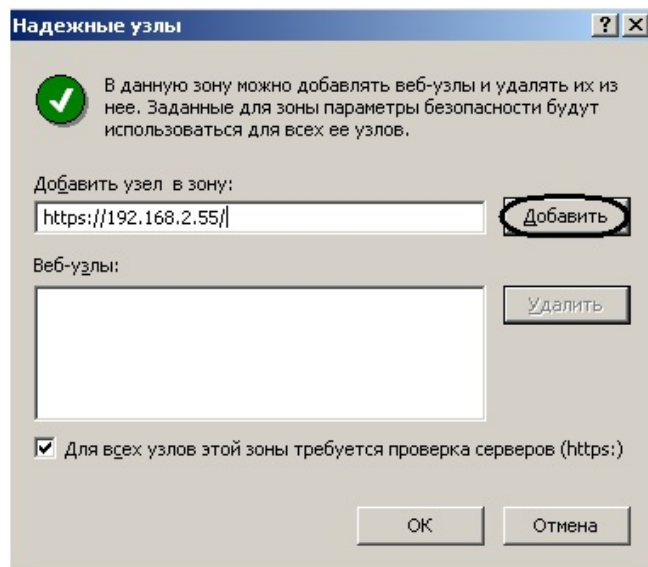 Надежные узлы
В данную зону можно добавлять веб-узлы и удалять их из
нее. Заданные для зоны параметры безопасности будут
использоваться для всех ее узлов.
Добавить узел в зону:
https://192.168.2.55/
Добавить
Веб-узлы:
Удалить
Для всех узлов этой зоны требуется проверка серверов (https:)
ОК
Отмена